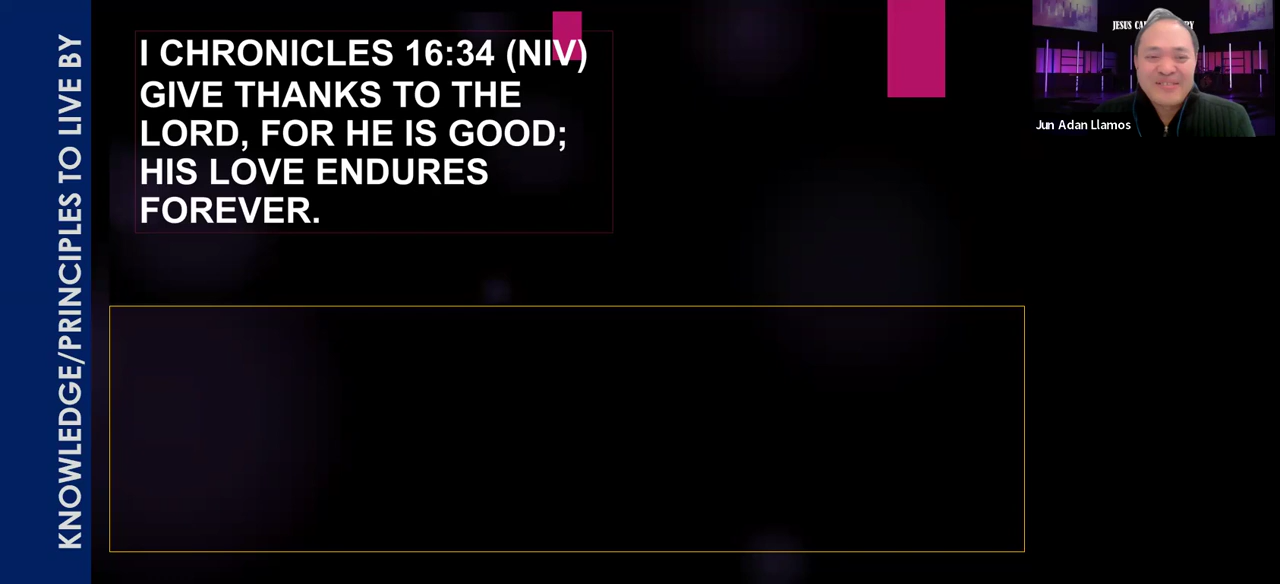 KNOWLEDGE/PRINCIPLES TO LIVE BY
I CHRONICLES 16:34 (NIV)
GIVE THANKS TO THE
LORD, FOR HE IS GOOD;
HIS LOVE ENDURES
FOREVER.
JESUS
Jun Adan Llamos